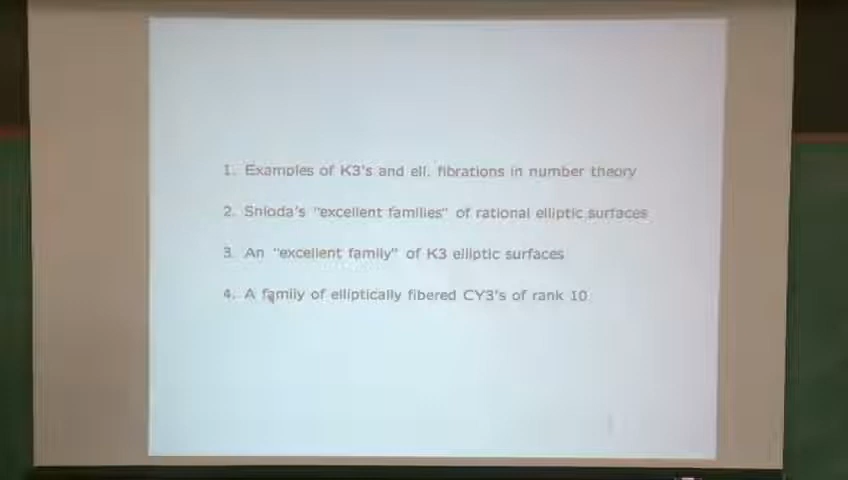 1. Examples of K3's and ell. fibrations in number theory
2. Shioda's "excellent families" of rational elliptic surfaces
3. An "excellent family" of K3 elliptic surfaces
4. A family of elliptically fibered CY3's of rank 10